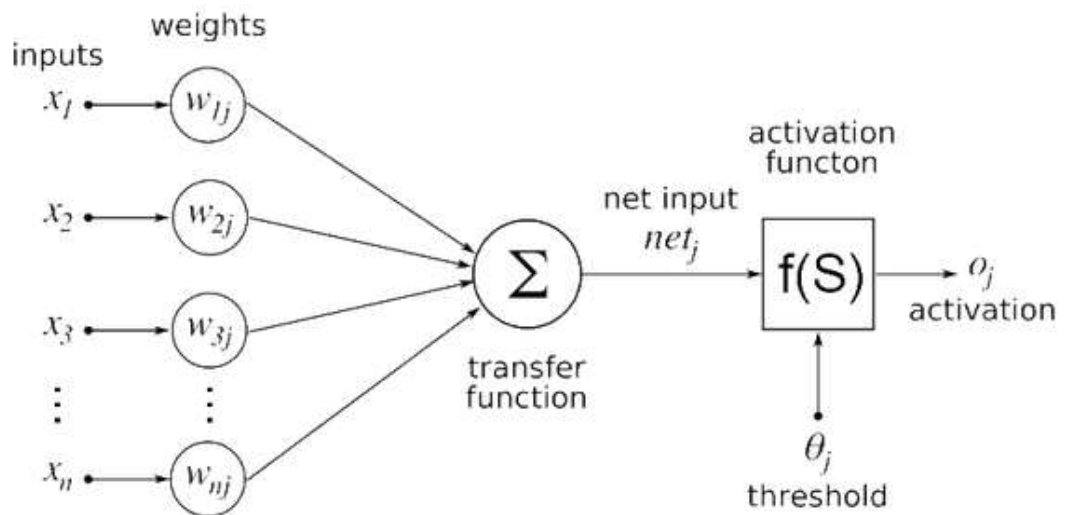 weights
inputs
x₁
w₁ⱼ
x₂
w₂ⱼ
x₃
w₃ⱼ
⋮
⋮
xₙ
wₙⱼ
Σ
transfer
function
net input
netⱼ
activation
functon
f(S)
oⱼ
activation
θⱼ
threshold